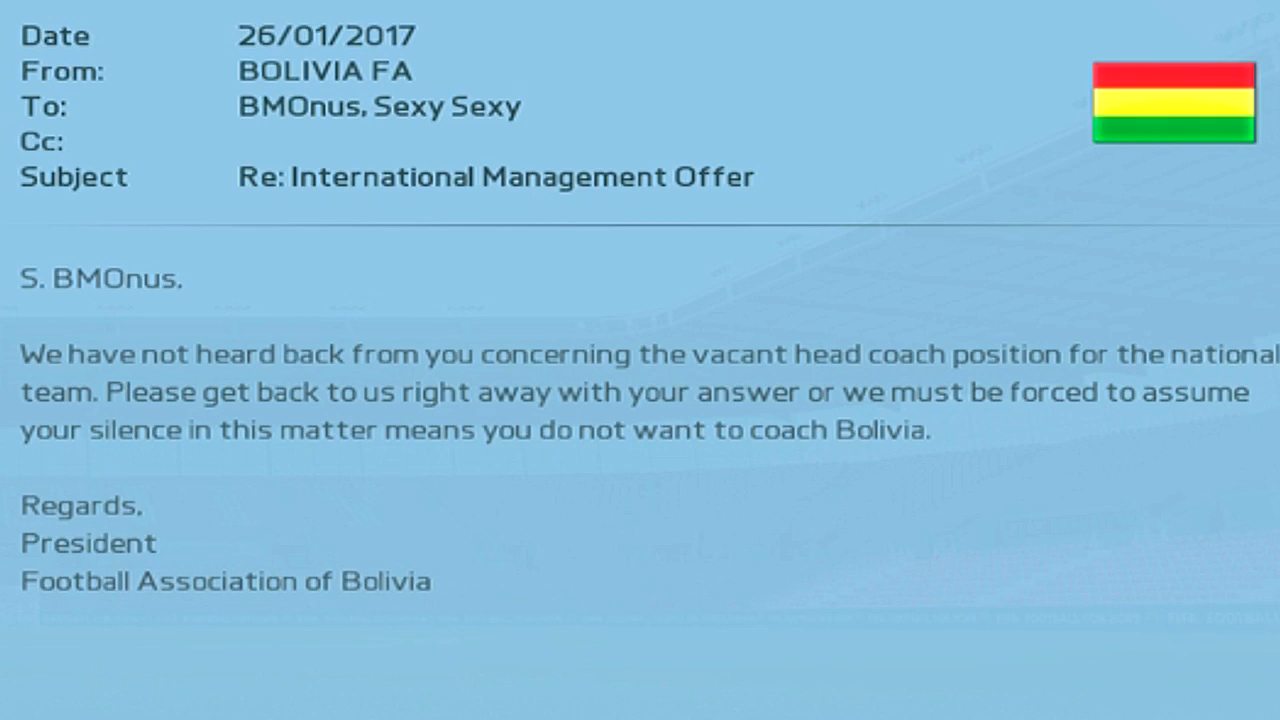 Date 26/01/2017
From: BOLIVIA FA
To: BMOnus, Sexy Sexy
Cc:
Subject Re: International Management Offer
S. BMOnus,
We have not heard back from you concerning the vacant head coach position for the national
team. Please get back to us right away with your answer or we must be forced to assume
your silence in this matter means you do not want to coach Bolivia.
Regards,
President
Football Association of Bolivia